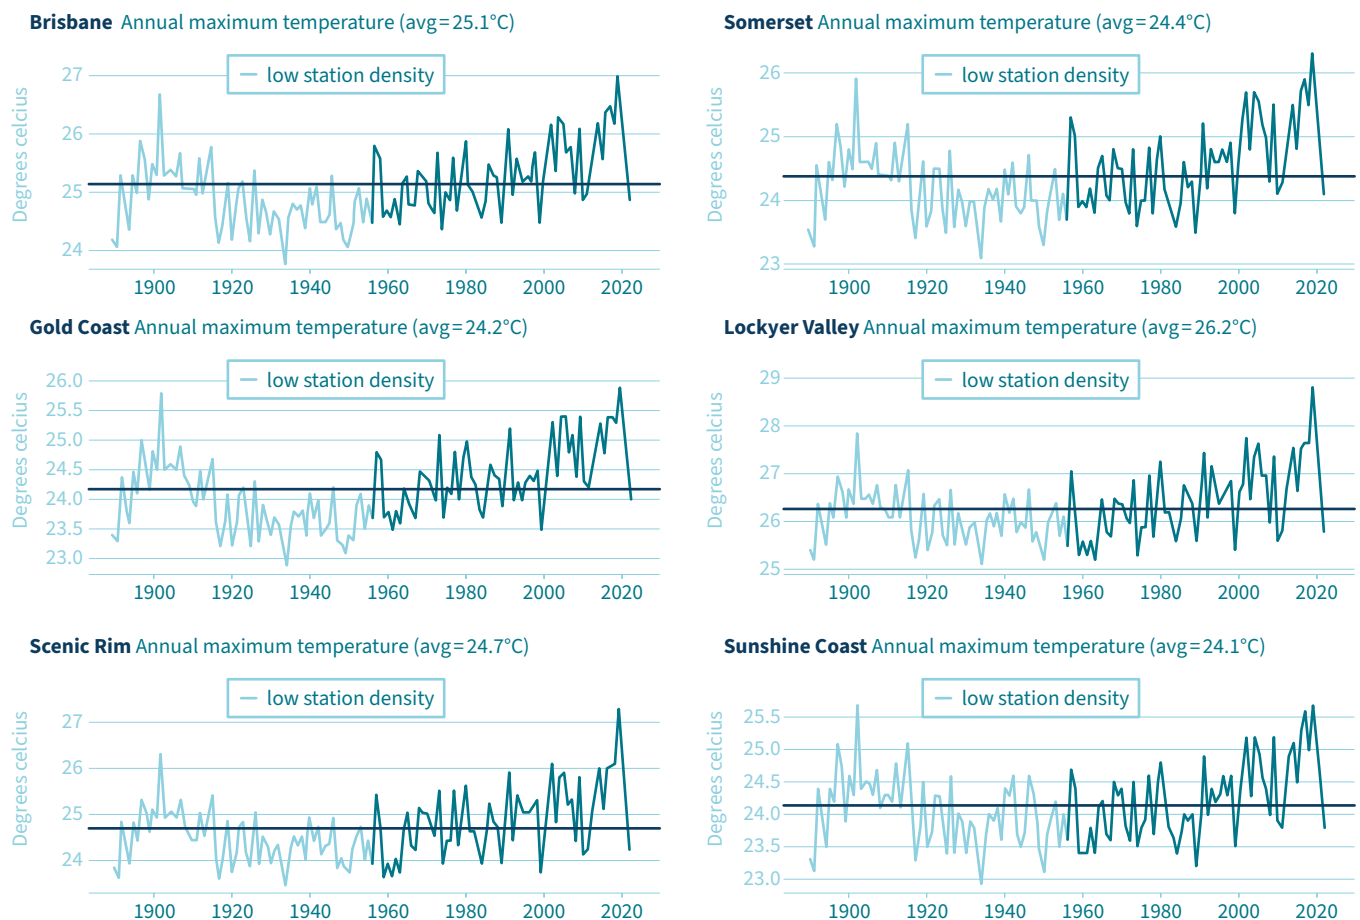 Brisbane Annual maximum temperature (avg=25.1°C)
low station density
Degrees celcius
27
26
25
24
1900 1920 1940 1960 1980 2000 2020
Somerset Annual maximum temperature (avg=24.4°C)
low station density
Degrees celcius
26
25
24
23
1900 1920 1940 1960 1980 2000 2020
Gold Coast Annual maximum temperature (avg=24.2°C)
low station density
Degrees celcius
26.0
25.5
25.0
24.5
24.0
23.5
23.0
1900 1920 1940 1960 1980 2000 2020
Lockyer Valley Annual maximum temperature (avg=26.2°C)
low station density
Degrees celcius
29
28
27
26
25
1900 1920 1940 1960 1980 2000 2020
Scenic Rim Annual maximum temperature (avg=24.7°C)
low station density
Degrees celcius
27
26
25
24
1900 1920 1940 1960 1980 2000 2020
Sunshine Coast Annual maximum temperature (avg=24.1°C)
low station density
Degrees celcius
25.5
25.0
24.5
24.0
23.5
23.0
1900 1920 1940 1960 1980 2000 2020